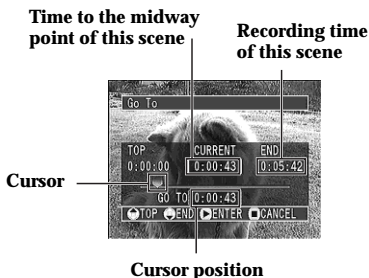 Time to the midway
point of this scene
Recording time
of this scene
Go To
TOP CURRENT END
0:00:00 0:00:43 0:05:42
Cursor
GO TO 0:00:43
TOP END ENTER CANCEL
Cursor position